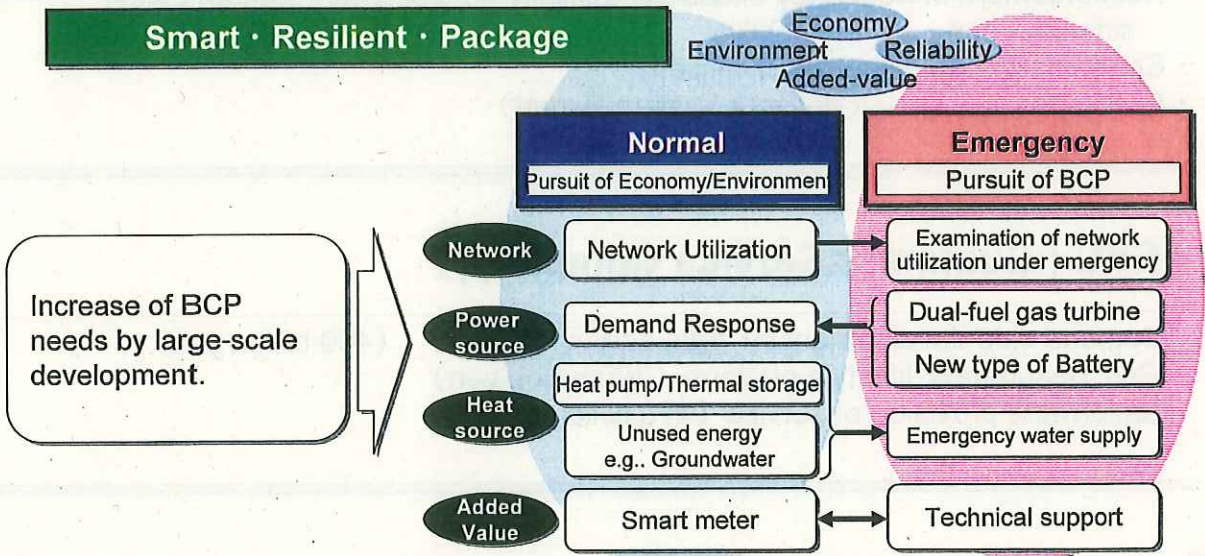 Smart · Resilient · Package
Economy
Environment
Reliability
Added-value
Normal
Pursuit of Economy/Environment
Emergency
Pursuit of BCP
Increase of BCP
needs by large-scale
development.
Network
Network Utilization
Examination of network
utilization under emergency
Power
source
Demand Response
Dual-fuel gas turbine
New type of Battery
Heat
source
Heat pump/Thermal storage
Unused energy
e.g.. Groundwater
Emergency water supply
Added
Value
Smart meter
Technical support